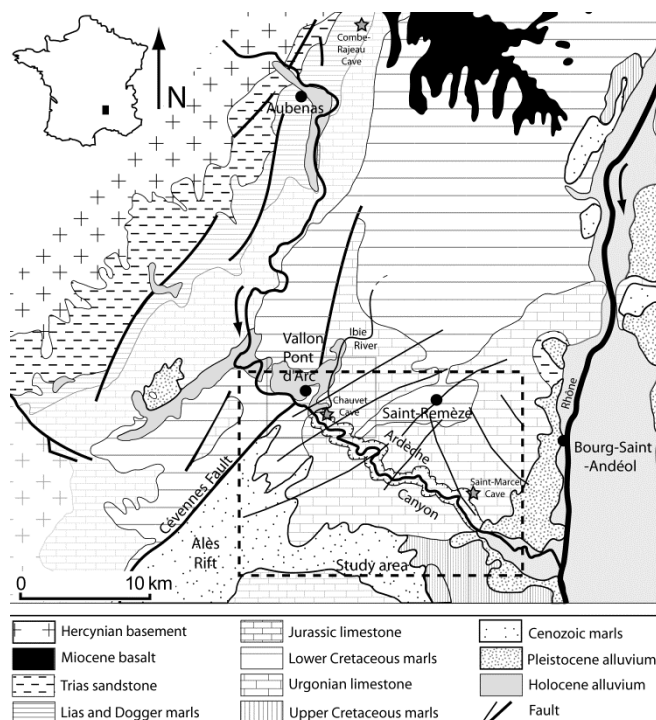 Combe-
Rajeau
Cave
N
Aubenas
Vallon
Pont
d'Arc
Ibie
River
Chauvet
Cave
Saint-Remèze
Rhône
Ardèche
Canyon
Saint-Marcel
Cave
Bourg-Saint
-Andéol
Cévennes Fault
Alès
Rift
Study area
0 10 km
Hercynian basement
Miocene basalt
Trias sandstone
Lias and Dogger marls
Jurassic limestone
Lower Cretaceous marls
Urgonian limestone
Upper Cretaceous marls
Cenozoic marls
Pleistocene alluvium
Holocene alluvium
Fault